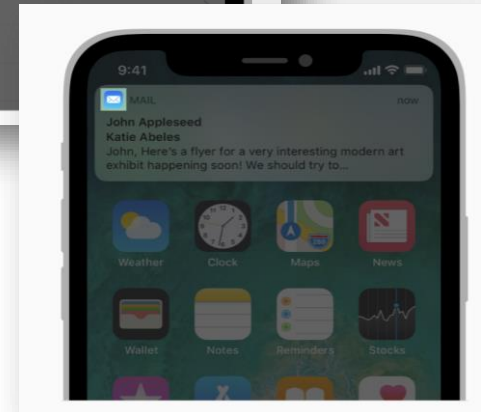 9:41
MAIL now
John Appleseed
Katie Abeles
John, Here's a flyer for a very interesting modern art
exhibit happening soon! We should try to...
280
Weather Clock Maps News
Wallet Notes Reminders Stocks